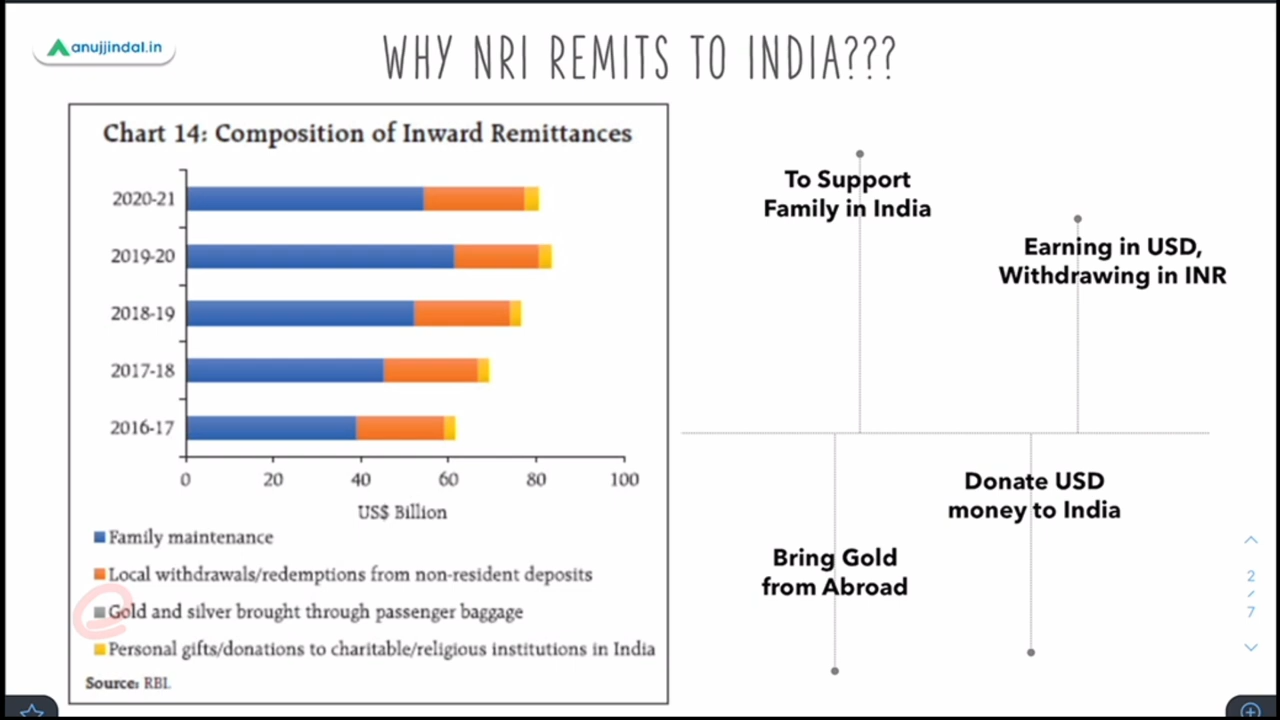 anujjindal.in
WHY NRI REMITS TO INDIA???
Chart 14: Composition of Inward Remittances
2020-21
2019-20
2018-19
2017-18
2016-17
0 20 40 60 80 100
US$ Billion
Family maintenance
Local withdrawals/redemptions from non-resident deposits
Gold and silver brought through passenger baggage
Personal gifts/donations to charitable/religious institutions in India
Source: RBI.
To Support
Family in India
Earning in USD,
Withdrawing in INR
Donate USD
money to India
Bring Gold
from Abroad
2
/
7